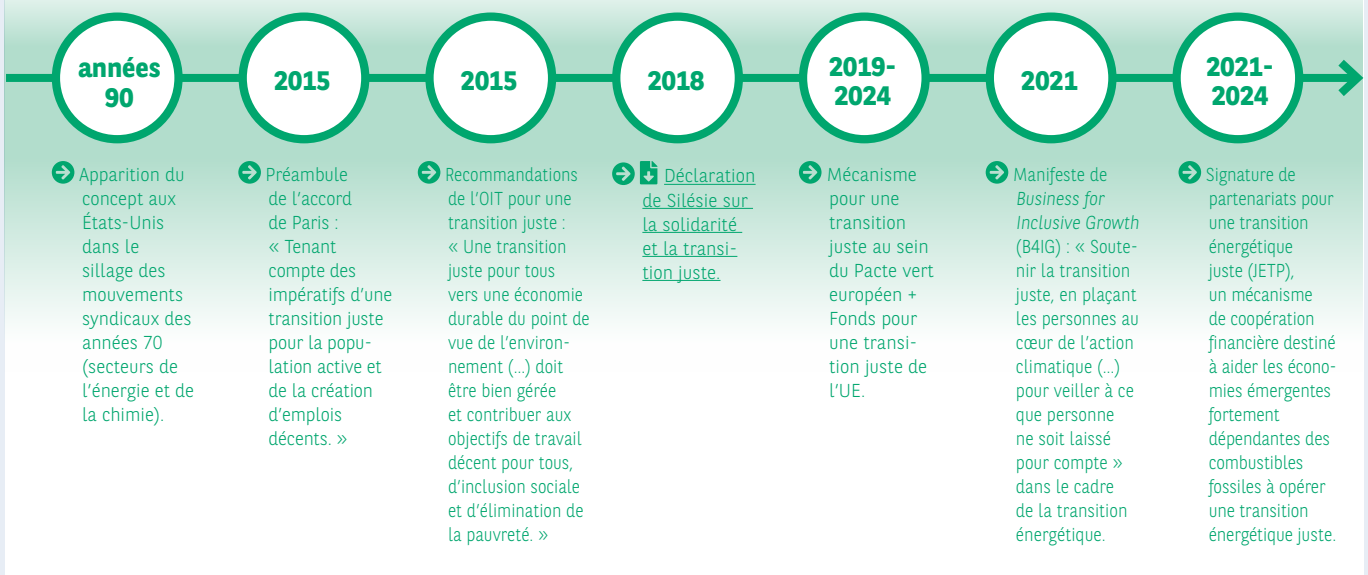 années
90
Apparition du
concept aux
États-Unis
dans le
sillage des
mouvements
syndicaux des
années 70
(secteurs de
l’énergie et de
la chimie).
2015
Préambule
de l’accord
de Paris :
« Tenant
compte des
impératifs d’une
transition juste
pour la popu-
lation active et
de la création
d’emplois
décents. »
2015
Recommandations
de l’OIT pour une
transition juste :
« Une transition
juste pour tous
vers une économie
durable du point de
vue de l’environ-
nement (...) doit
être bien gérée
et contribuer aux
objectifs de travail
décent pour tous,
d’inclusion sociale
et d’élimination de
la pauvreté. »
2018
Déclaration
de Silésie sur
la solidarité
et la transi-
tion juste.
2019-
2024
Mécanisme
pour une
transition
juste au sein
du Pacte vert
européen +
Fonds pour
une transi-
tion juste de
l’UE.
2021
Manifeste de
Business for
Inclusive Growth
(B4IG) : « Soute-
nir la transition
juste, en plaçant
les personnes au
cœur de l’action
climatique (...)
pour veiller à ce
que personne
ne soit laissé
pour compte »
dans le cadre
de la transition
énergétique.
2021-
2024
Signature de
partenariats pour
une transition
énergétique
juste (JETP),
un mécanisme
de coopération
financière destiné
à aider les écono-
mies émergentes
fortement
dépendantes des
combustibles
fossiles à opérer
une transition
énergétique juste.